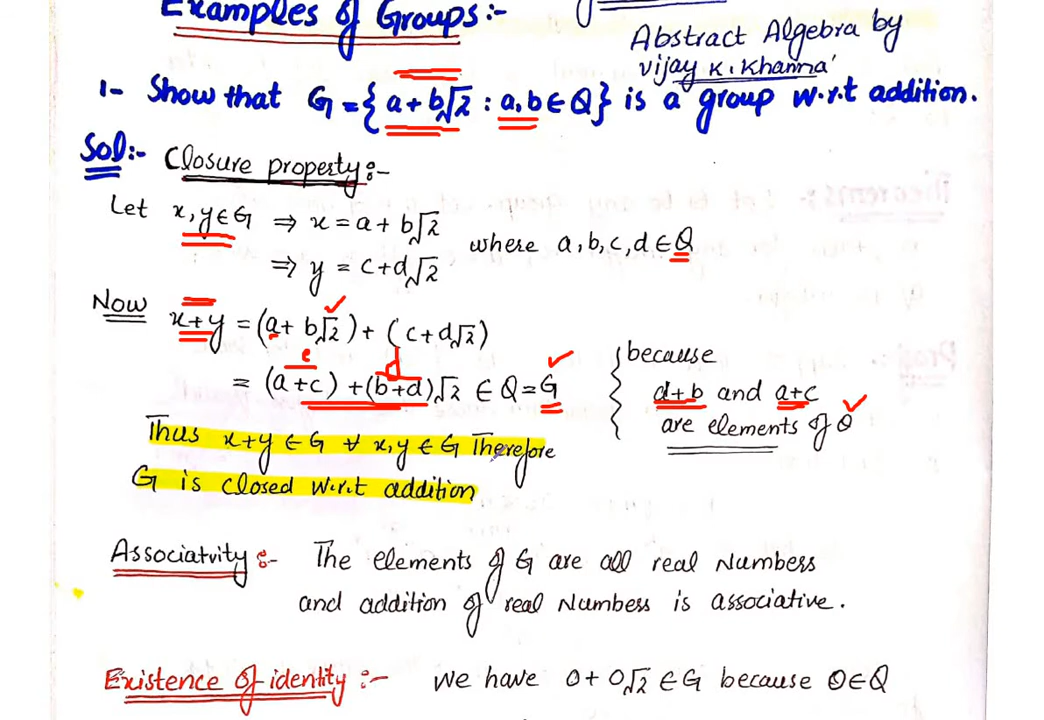 Examples of Groups:-
Abstract Algebra by
vijay K. Khanna'
1- Show that G={a+b√2 : a,b∈Q} is a group w.r.t addition.
Sol:- Closure property:-
Let x,y∈G ⇒ x=a+b√2
where a,b,c,d∈Q
⇒ y = c+d√2
Now x+y = (a+ b√2)+ (c+d√2)
e d
= (a+c) +(b+d)√2 ∈ Q=G
because
d+b and a+c
are elements of Q
Thus x+y ∈ G ∀ x,y ∈ G Therefore
G is closed w.r.t addition
Associatvity:- The elements of G are all real Numbess
and addition of real Numbess is associative.
Existence of identity:- we have 0+0√2∈G because 0∈Q